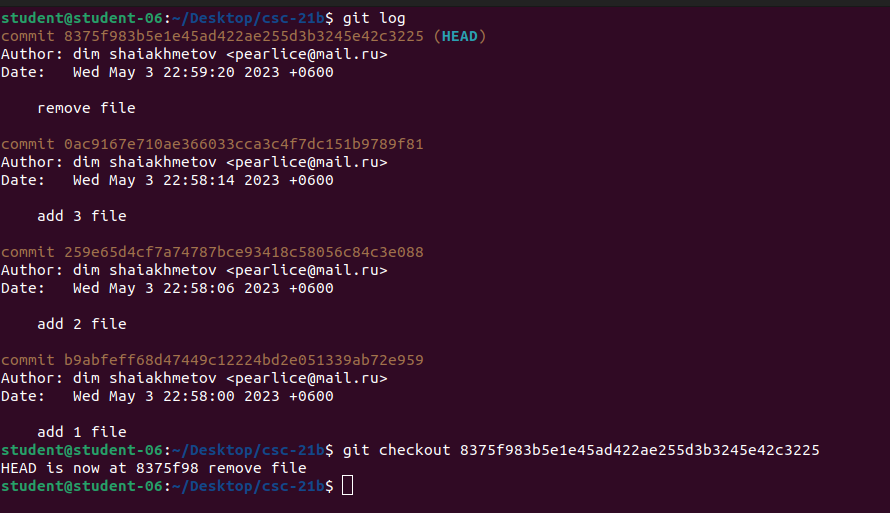 student@student-06:~/Desktop/csc-21b$ git log
commit 8375f983b5e1e45ad422ae255d3b3245e42c3225 (HEAD)
Author: dim shaiakhmetov <pearlice@mail.ru>
Date:   Wed May 3 22:59:20 2023 +0600
    remove file
commit 0ac9167e710ae366033cca3c4f7dc151b9789f81
Author: dim shaiakhmetov <pearlice@mail.ru>
Date:   Wed May 3 22:58:14 2023 +0600
    add 3 file
commit 259e65d4cf7a74787bce93418c58056c84c3e088
Author: dim shaiakhmetov <pearlice@mail.ru>
Date:   Wed May 3 22:58:06 2023 +0600
    add 2 file
commit b9abfeff68d47449c12224bd2e051339ab72e959
Author: dim shaiakhmetov <pearlice@mail.ru>
Date:   Wed May 3 22:58:00 2023 +0600
    add 1 file
student@student-06:~/Desktop/csc-21b$ git checkout 8375f983b5e1e45ad422ae255d3b3245e42c3225
HEAD is now at 8375f98 remove file
student@student-06:~/Desktop/csc-21b$